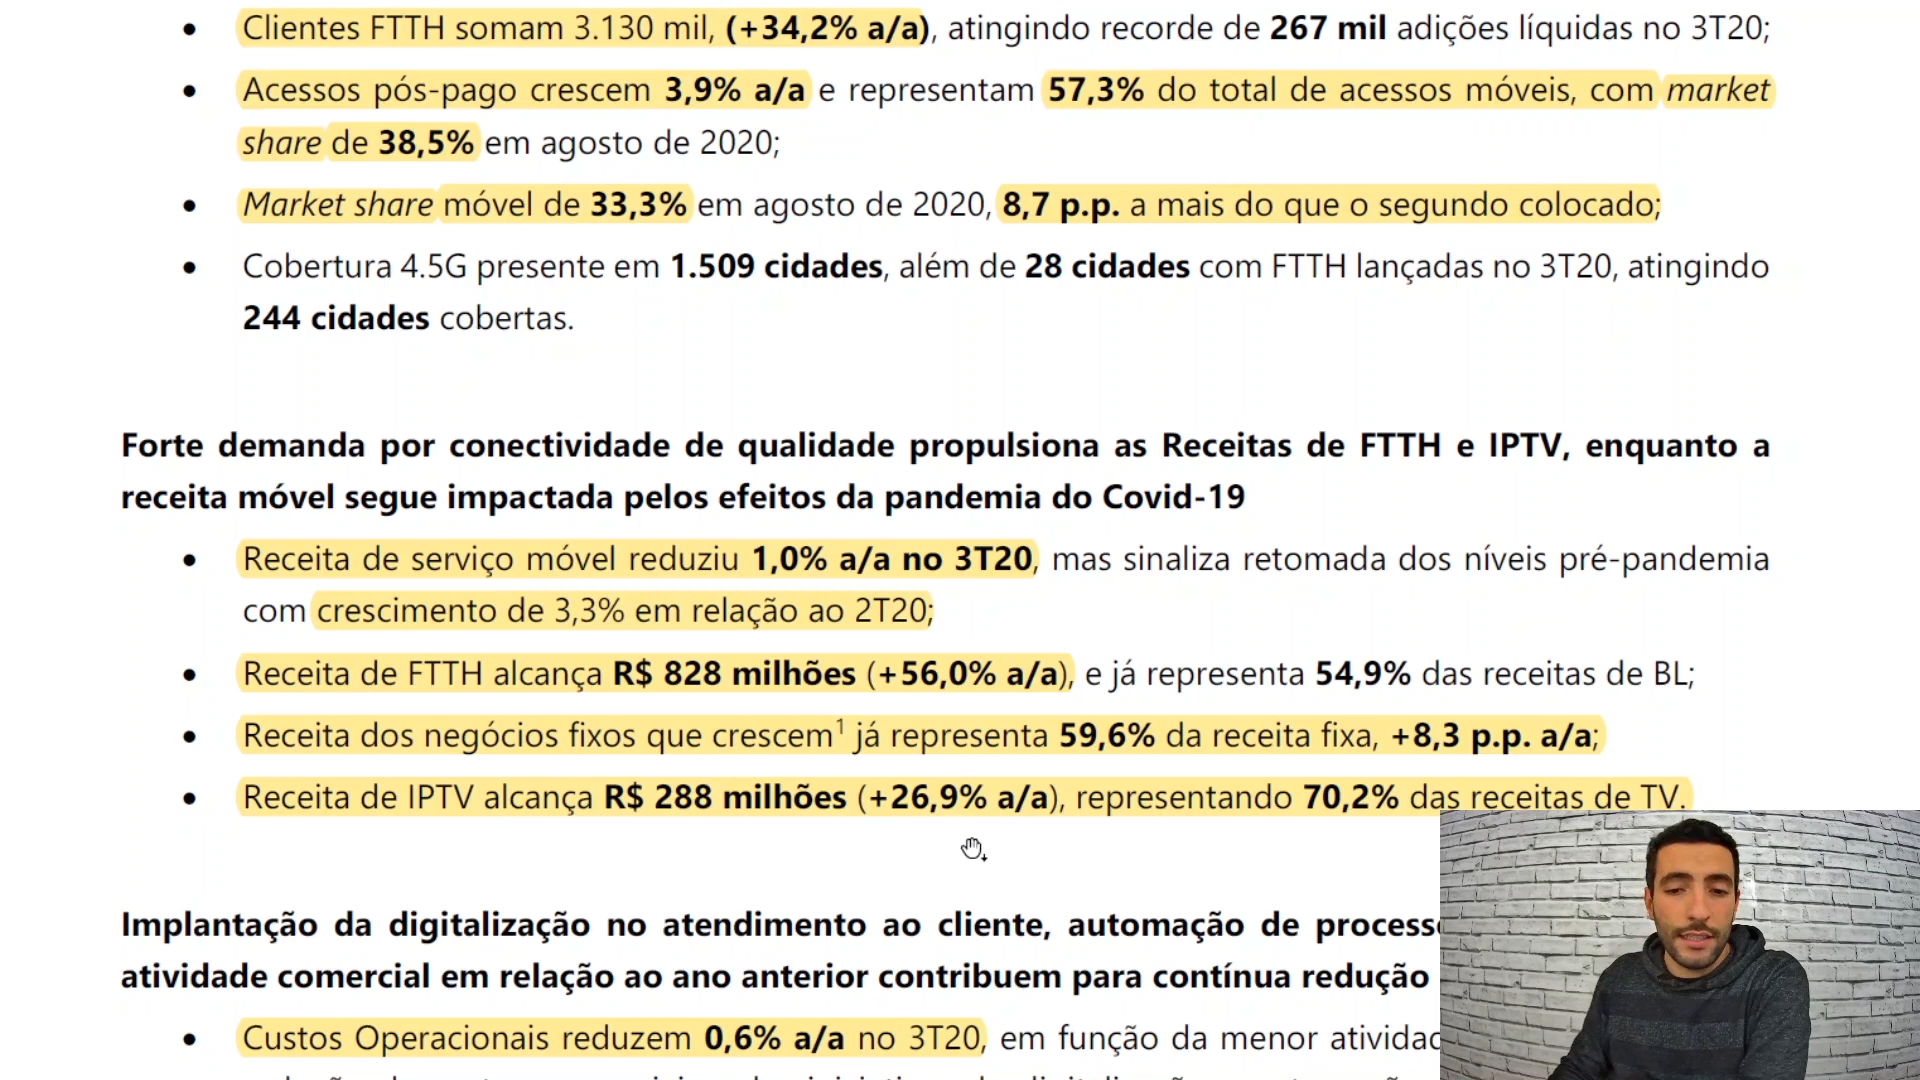 • Clientes FTTH somam 3.130 mil, (+34,2% a/a), atingindo recorde de 267 mil adições líquidas no 3T20;
• Acessos pós-pago crescem 3,9% a/a e representam 57,3% do total de acessos móveis, com market
share de 38,5% em agosto de 2020;
• Market share móvel de 33,3% em agosto de 2020, 8,7 p.p. a mais do que o segundo colocado;
• Cobertura 4.5G presente em 1.509 cidades, além de 28 cidades com FTTH lançadas no 3T20, atingindo
244 cidades cobertas.
Forte demanda por conectividade de qualidade propulsiona as Receitas de FTTH e IPTV, enquanto a
receita móvel segue impactada pelos efeitos da pandemia do Covid-19
• Receita de serviço móvel reduziu 1,0% a/a no 3T20, mas sinaliza retomada dos níveis pré-pandemia
com crescimento de 3,3% em relação ao 2T20;
• Receita de FTTH alcança R$ 828 milhões (+56,0% a/a), e já representa 54,9% das receitas de BL;
• Receita dos negócios fixos que crescem¹ já representa 59,6% da receita fixa, +8,3 p.p. a/a;
• Receita de IPTV alcança R$ 288 milhões (+26,9% a/a), representando 70,2% das receitas de TV.
Implantação da digitalização no atendimento ao cliente, automação de
atividade comercial em relação ao ano anterior contribuem para contínua redução
• Custos Operacionais reduzem 0,6% a/a no 3T20, em função da menor